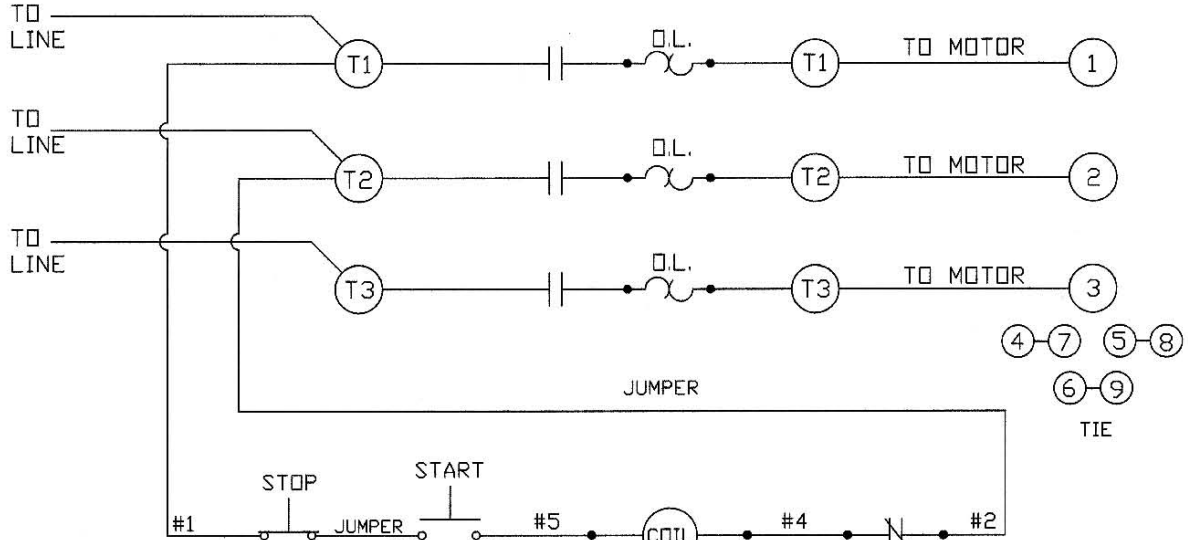 TO
LINE
T1
O.L.
T1
TO MOTOR
1
TO
LINE
T2
O.L.
T2
TO MOTOR
2
TO
LINE
T3
O.L.
T3
TO MOTOR
3
4 7 5 8
6 9
TIE
JUMPER
STOP
START
#1
JUMPER
#5
COIL
#4
#2